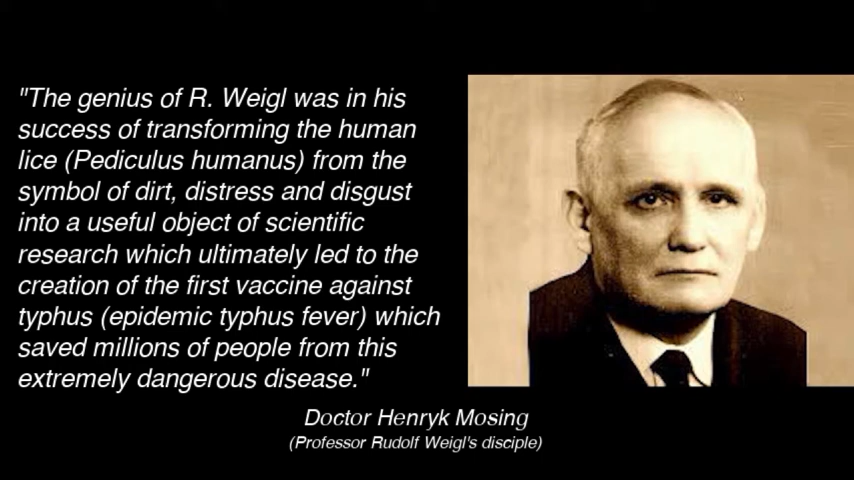 "The genius of R. Weigl was in his
success of transforming the human
lice (Pediculus humanus) from the
symbol of dirt, distress and disgust
into a useful object of scientific
research which ultimately led to the
creation of the first vaccine against
typhus (epidemic typhus fever) which
saved millions of people from this
extremely dangerous disease."
Doctor Henryk Mosing
(Professor Rudolf Weigl's disciple)